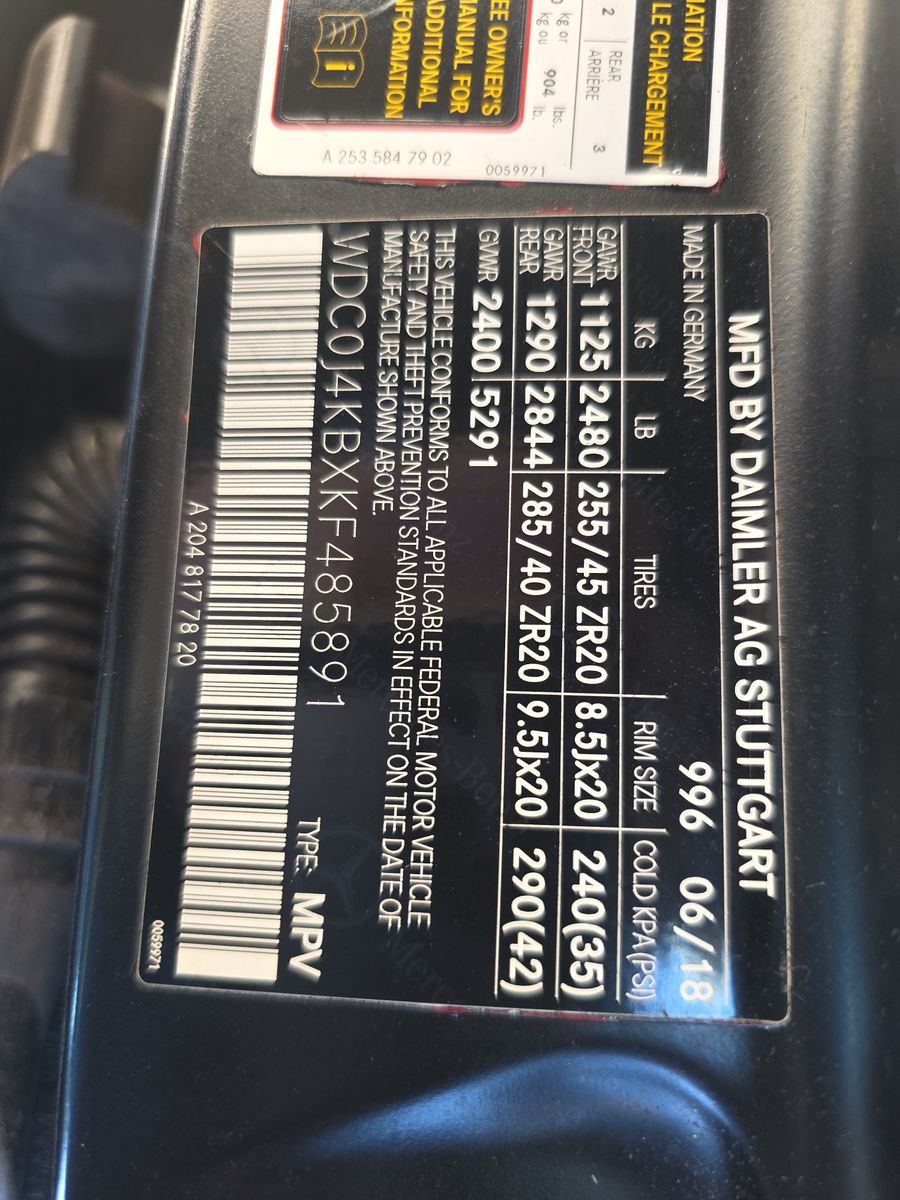 MATION
LE CHARGEMENT
REAR
ARRIÈRE
2
3
kg or
904 lbs.
kg ou
lb.
EE OWNER'S
MANUAL FOR
ADDITIONAL
NFORMATION
A 253 584 79 02
0059971
MFD BY DAIMLER AG STUTTGART
MADE IN GERMANY 996 06/18
KG LB TIRES RIM SIZE COLD KPA(PSI)
GAWR FRONT 1125 2480 255/45 ZR20 8.5Jx20 240(35)
GAWR REAR 1290 2844 285/40 ZR20 9.5Jx20 290(42)
GVWR 2400 5291
THIS VEHICLE CONFORMS TO ALL APPLICABLE FEDERAL MOTOR VEHICLE
SAFETY AND THEFT PREVENTION STANDARDS IN EFFECT ON THE DATE OF
MANUFACTURE SHOWN ABOVE.
WDC0J4KBXKF485891 TYPE: MPV
A 204 817 78 20
0059971